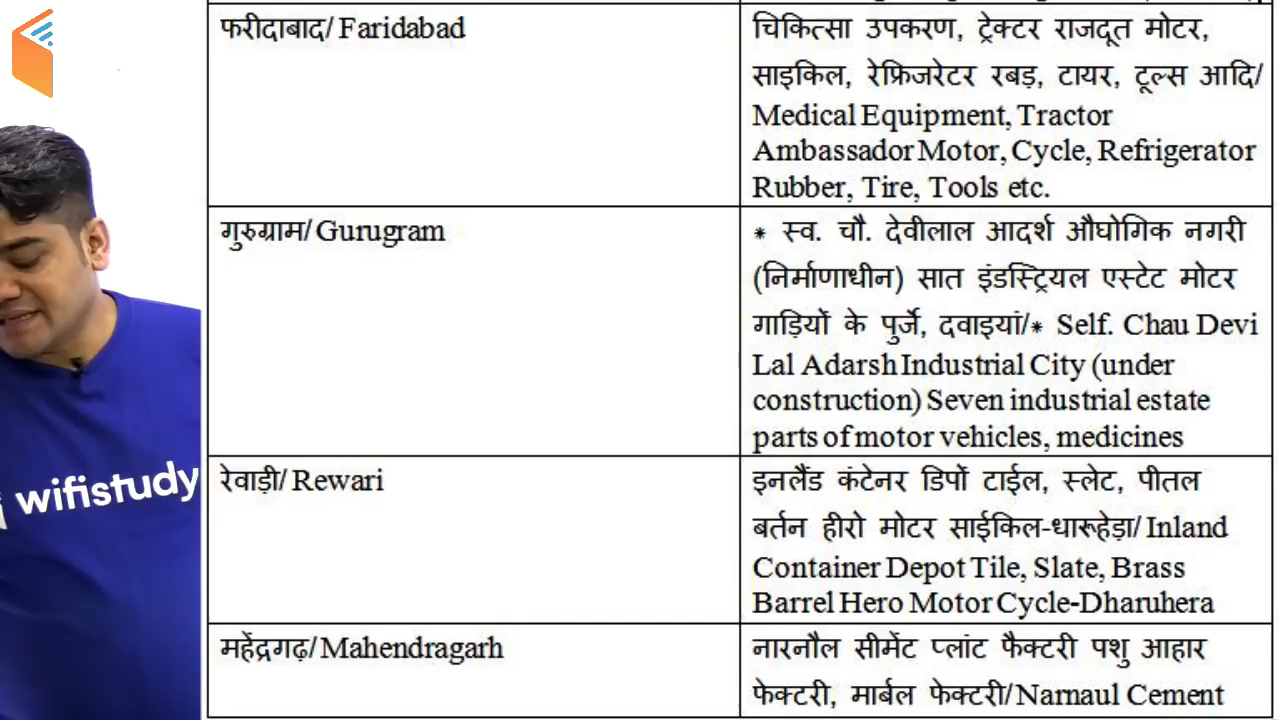 फरीदाबाद/ Faridabad
चिकित्सा उपकरण, ट्रेक्टर राजदूत मोटर,
साइकिल, रेफ्रिजरेटर रबड़, टायर, टूल्स आदि/
Medical Equipment, Tractor
Ambassador Motor, Cycle, Refrigerator
Rubber, Tire, Tools etc.
गुरुग्राम/ Gurugram
* स्व. चौ. देवीलाल आदर्श औघोगिक नगरी
(निर्माणाधीन) सात इंडस्ट्रियल एस्टेट मोटर
गाड़ियों के पुर्जे, दवाइयां/* Self. Chau Devi
Lal Adarsh Industrial City (under
construction) Seven industrial estate
parts of motor vehicles, medicines
रेवाड़ी/ Rewari
इनलैंड कंटेनर डिपों टाईल, स्लेट, पीतल
बर्तन हीरो मोटर साईकिल-धारूहेड़ा/ Inland
Container Depot Tile, Slate, Brass
Barrel Hero Motor Cycle-Dharuhera
महेंद्रगढ़/ Mahendragarh
नारनौल सीमेंट प्लांट फैक्टरी पशु आहार
फेक्टरी, मार्बल फेक्टरी/ Narnaul Cement
wifistudy